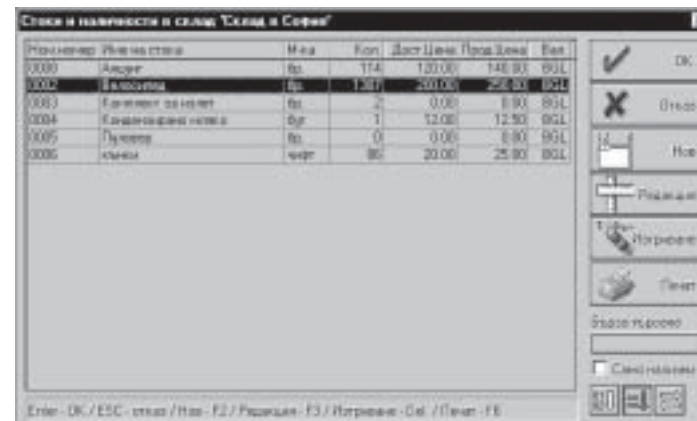 Стоки и наличности в склад "Склад в София"
Ном.номер Име на стока М-ка Кол. Дост.Цена Прод.Цена Вал
0000 бр. 114 120.00 140.00 BGL
0002 Велосипед бр. 1387 200.00 250.00 BGL
0003 Комплект за бр. 2 0.00 0.00 BGL
0004 Кондензирано мляко бут 1 12.00 12.50 BGL
0005 Пуловер бр. 0 0.00 0.00 BGL
0006 кънки чифт 86 20.00 25.00 BGL
OK
Отказ
Нов
Редакция
Изтриване
Печат
Бързо търсене
Само налични
Enter - OK / ESC - отказ / Нов - F2 / Редакция - F3 / Изтриване - Del / Печат - F6